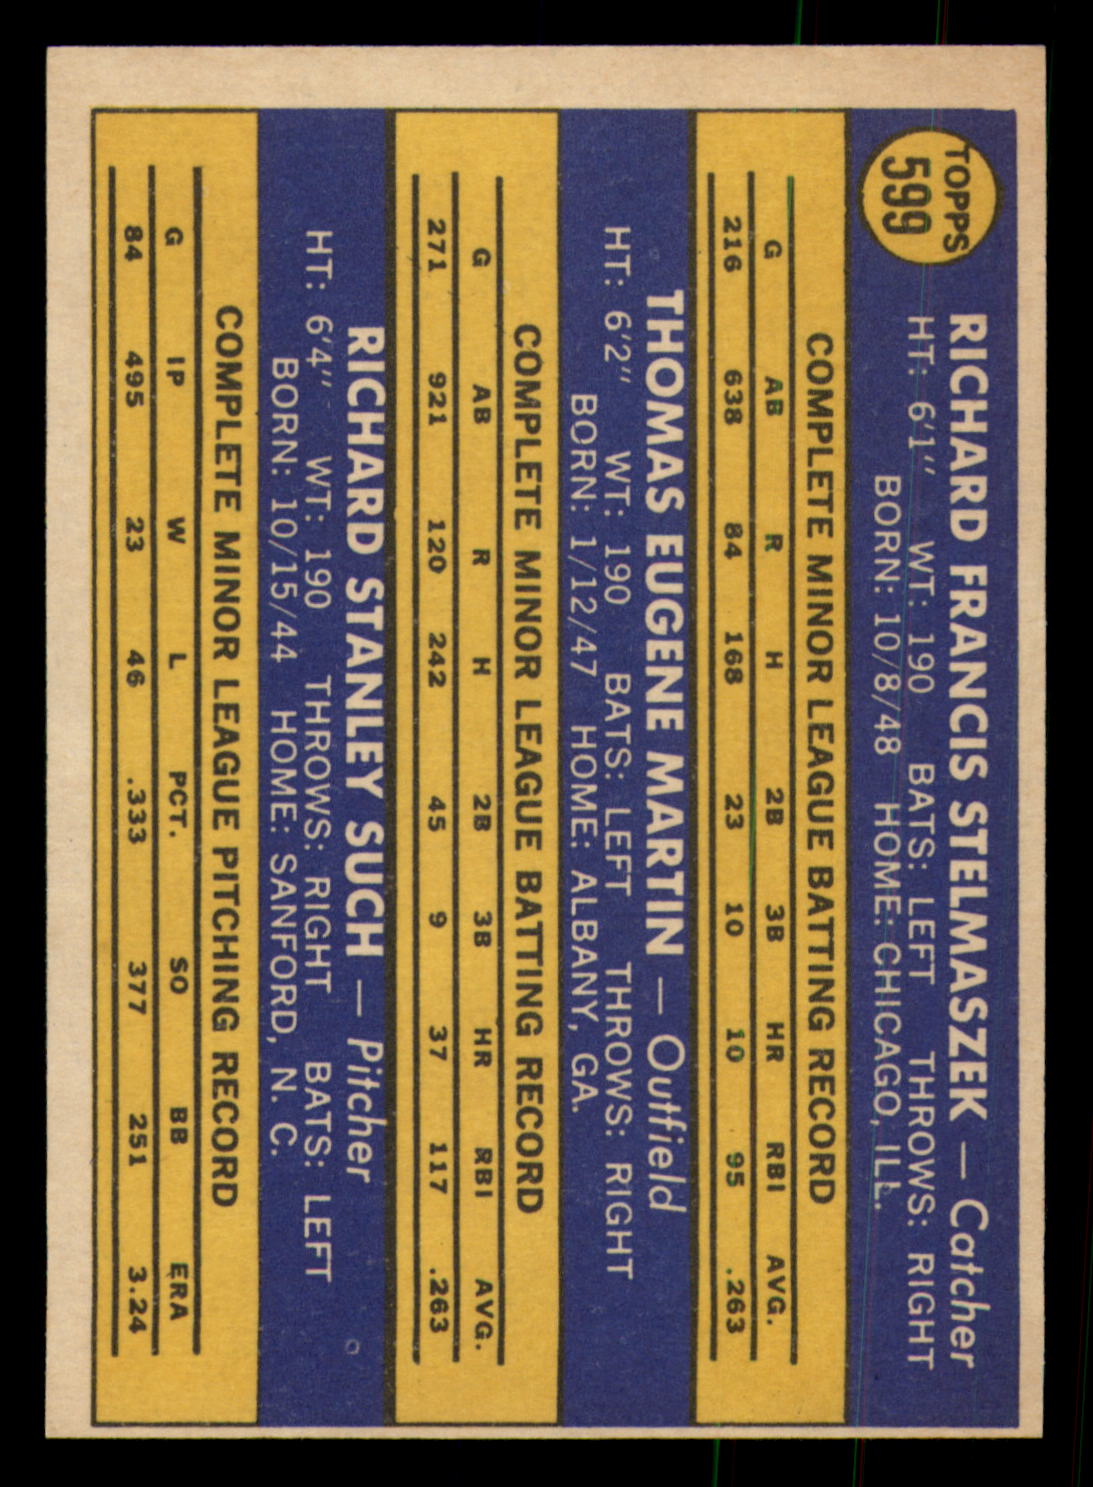 TOPPS
599
RICHARD FRANCIS STELMASZEK — Catcher
HT: 6'1" WT: 190 BATS: LEFT THROWS: RIGHT
BORN: 10/8/48 HOME: CHICAGO, ILL.
COMPLETE MINOR LEAGUE BATTING RECORD
G AB R H 2B 3B HR RBI AVG.
216 638 84 168 23 10 10 95 .263
THOMAS EUGENE MARTIN — Outfield
HT: 6'2" WT: 190 BATS: LEFT THROWS: RIGHT
BORN: 1/12/47 HOME: ALBANY, GA.
COMPLETE MINOR LEAGUE BATTING RECORD
G AB R H 2B 3B HR RBI AVG.
271 921 120 242 45 9 37 117 .263
RICHARD STANLEY SUCH — Pitcher
HT: 6'4" WT: 190 THROWS: RIGHT BATS: LEFT
BORN: 10/15/44 HOME: SANFORD, N. C.
COMPLETE MINOR LEAGUE PITCHING RECORD
G IP W L PCT. SO BB ERA
84 495 23 46 .333 377 251 3.24